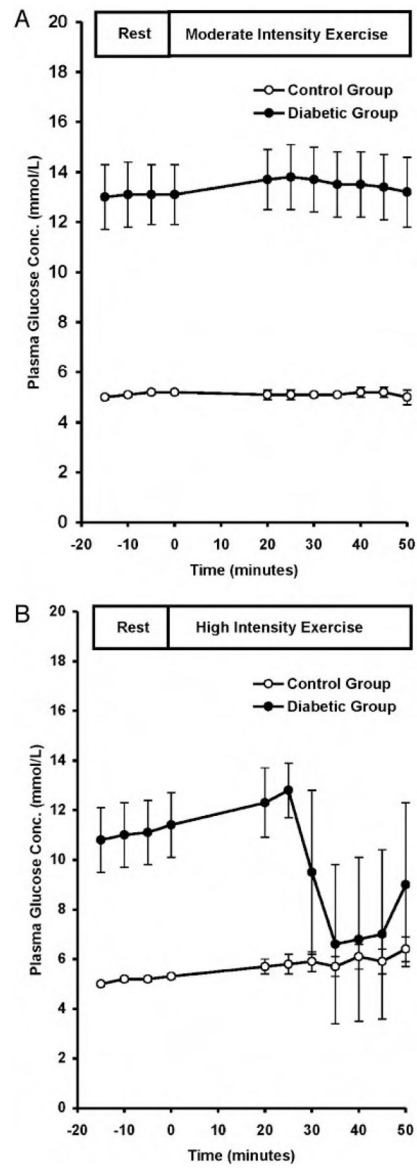 A
Rest Moderate Intensity Exercise
20
18
16
14
12
10
8
6
4
2
0
Control Group
Diabetic Group
Plasma Glucose Conc. (mmol/L)
-20 -10 0 10 20 30 40 50
Time (minutes)
B
Rest High Intensity Exercise
20
18
16
14
12
10
8
6
4
2
0
Control Group
Diabetic Group
Plasma Glucose Conc. (mmol/L)
-20 -10 0 10 20 30 40 50
Time (minutes)